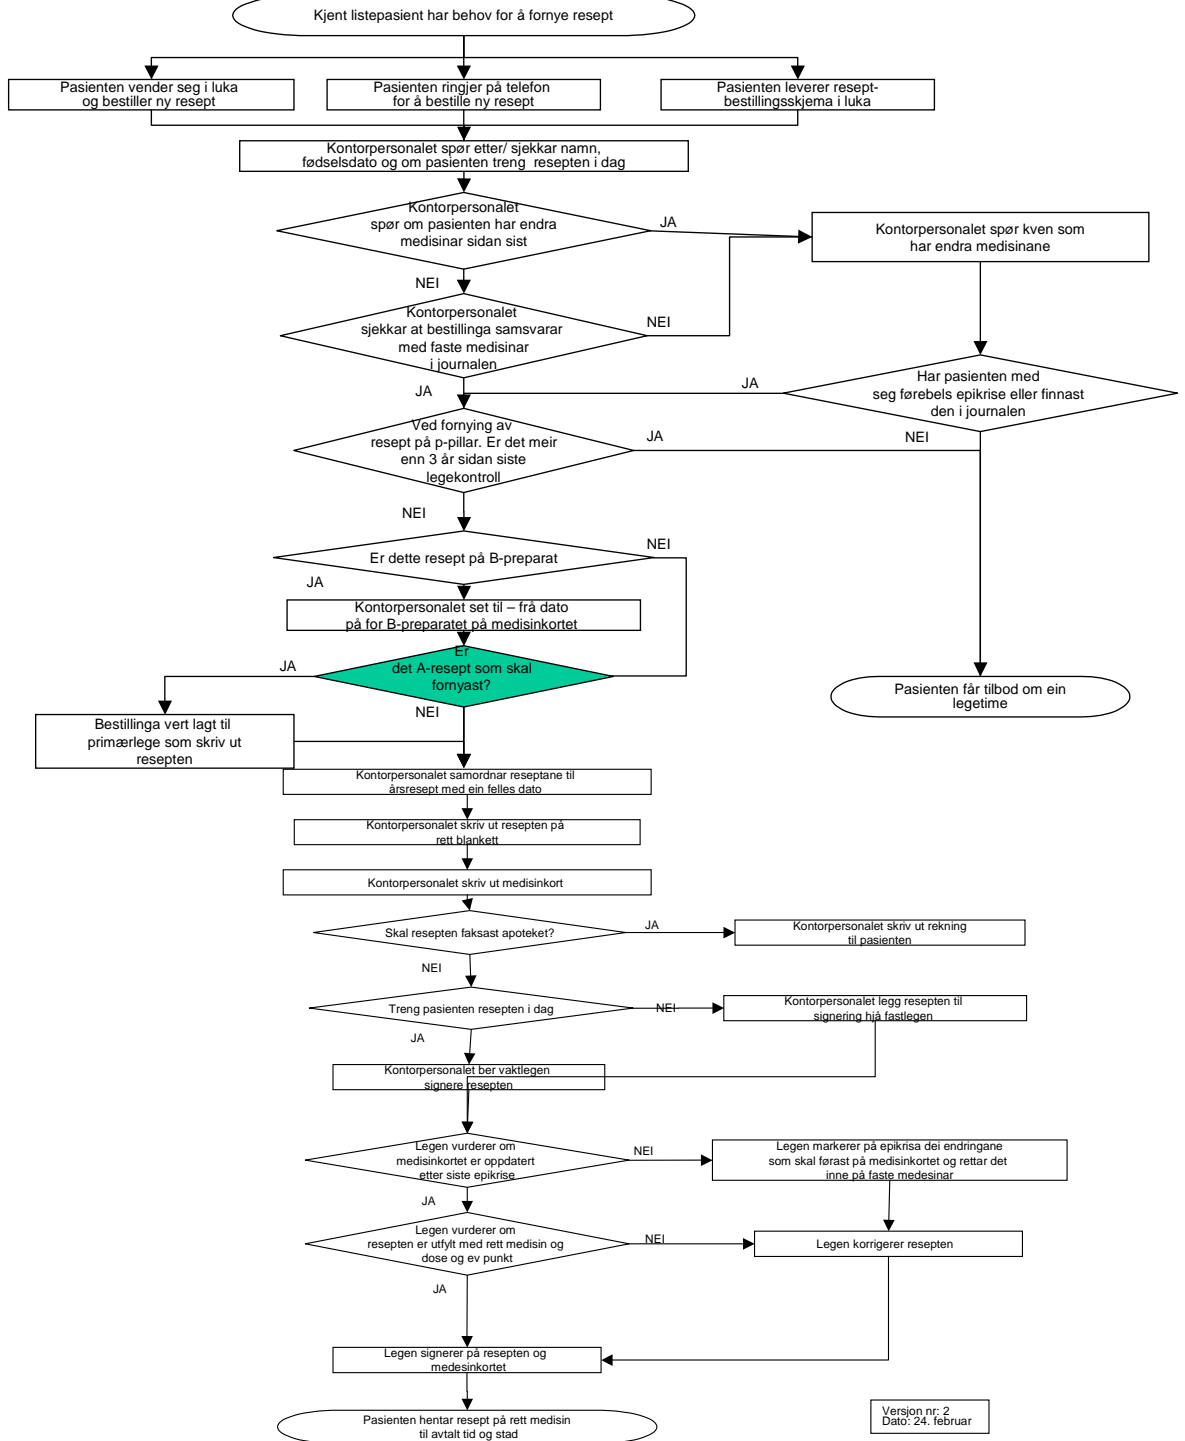 Kjent listepasient har behov for å fornye resept
Pasienten vender seg i luka
og bestiller ny resept
Pasienten ringjer på telefon
for å bestille ny resept
Pasienten leverer resept-
bestillingsskjema i luka
Kontorpersonalet spør etter/ sjekkar namn,
fødselsdato og om pasienten treng  resepten i dag
Kontorpersonalet
spør om pasienten har endra
medisinar sidan sist
JA
Kontorpersonalet spør kven som
har endra medisinane
NEI
Kontorpersonalet
sjekkar at bestillinga samsvarar
med faste medisinar
i journalen
NEI
JA
JA
Har pasienten med
seg førebels epikrise eller finnast
den i journalen
NEI
Ved fornying av
resept på p-pillar. Er det meir
enn 3 år sidan siste
legekontroll
JA
NEI
Er dette resept på B-preparat
NEI
JA
Kontorpersonalet set til – frå dato
på for B-preparatet på medisinkortet
Er
det A-resept som skal
fornyast?
JA
NEI
Pasienten får tilbod om ein
legetime
Bestillinga vert lagt til
primærlege som skriv ut
resepten
Kontorpersonalet samordnar reseptane til
årsresept med ein felles dato
Kontorpersonalet skriv ut resepten på
rett blankett
Kontorpersonalet skriv ut medisinkort
Skal resepten faksast apoteket?
JA
Kontorpersonalet skriv ut rekning
til pasienten
NEI
Treng pasienten resepten i dag
NEI
Kontorpersonalet legg resepten til
signering hjå fastlegen
JA
Kontorpersonalet ber vaktlegen
signere resepten
Legen vurderer om
medisinkortet er oppdatert
etter siste epikrise
NEI
Legen markerer på epikrisa dei endringane
som skal førast på medisinkortet og rettar det
inne på faste medesinar
JA
Legen vurderer om
resepten er utfylt med rett medisin og
dose og ev punkt
NEI
Legen korrigerer resepten
JA
Legen signerer på resepten og
medesinkortet
Pasienten hentar resept på rett medisin
til avtalt tid og stad
Versjon nr: 2
Dato: 24. februar